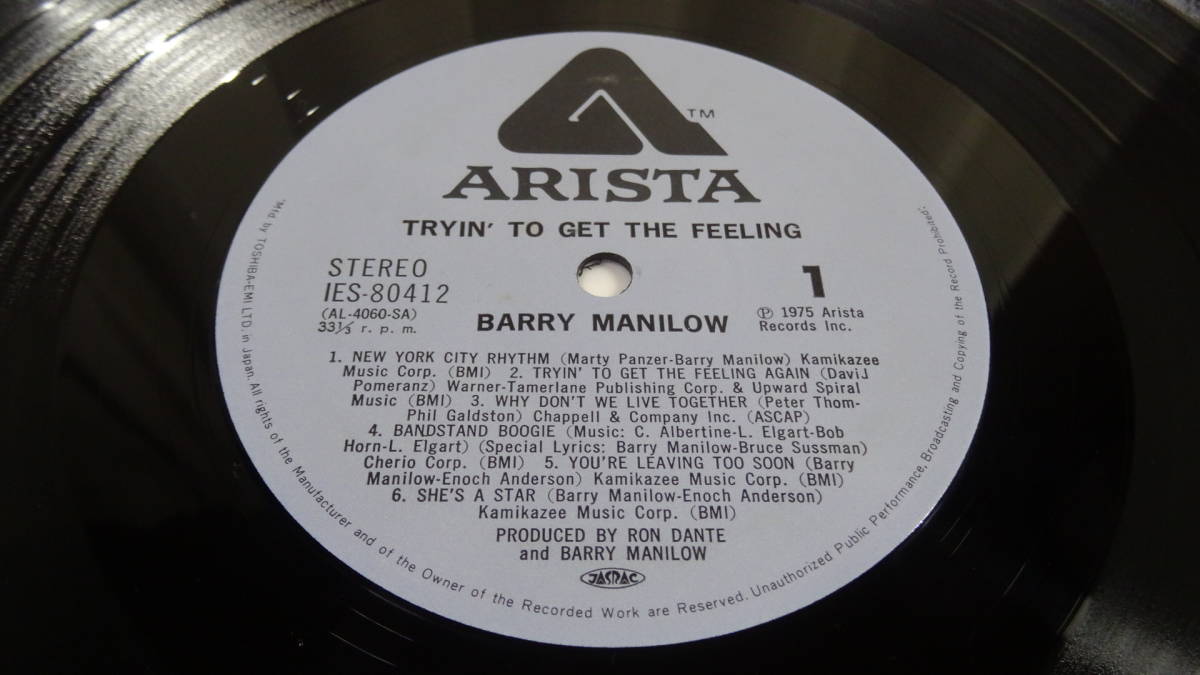 TM
ARISTA
TRYIN' TO GET THE FEELING
STEREO
IES-80412
(AL-4060-SA)
33⅓ r. p. m.
1
BARRY MANILOW
Ⓟ 1975 Arista
Records Inc.
1. NEW YORK CITY RHYTHM (Marty Panzer-Barry Manilow) Kamikazee
Music Corp. (BMI) 2. TRYIN' TO GET THE FEELING AGAIN (David
Pomeranz) Warner-Tamerlane Publishing Corp. & Upward Spiral
Music (BMI) 3. WHY DON'T WE LIVE TOGETHER (Peter Thom-
Phil Galdston) Chappell & Company Inc. (ASCAP)
4. BANDSTAND BOOGIE (Music: C. Albertine-L. Elgart-Bob
Horn-L. Elgart) (Special Lyrics: Barry Manilow-Bruce Sussman)
Cherio Corp. (BMI) 5. YOU'RE LEAVING TOO SOON (Barry
Manilow-Enoch Anderson) Kamikazee Music Corp. (BMI)
6. SHE'S A STAR (Barry Manilow-Enoch Anderson)
Kamikazee Music Corp. (BMI)
PRODUCED BY RON DANTE
and BARRY MANILOW
JASRAC
"Mfd. by TOSHIBA-EMI LTD. in Japan. All rights of the Manufacturer and of the Owner of the Recorded Work are Reserved. Unauthorized Public Performance, Broadcasting and Copying of the Record Prohibited."